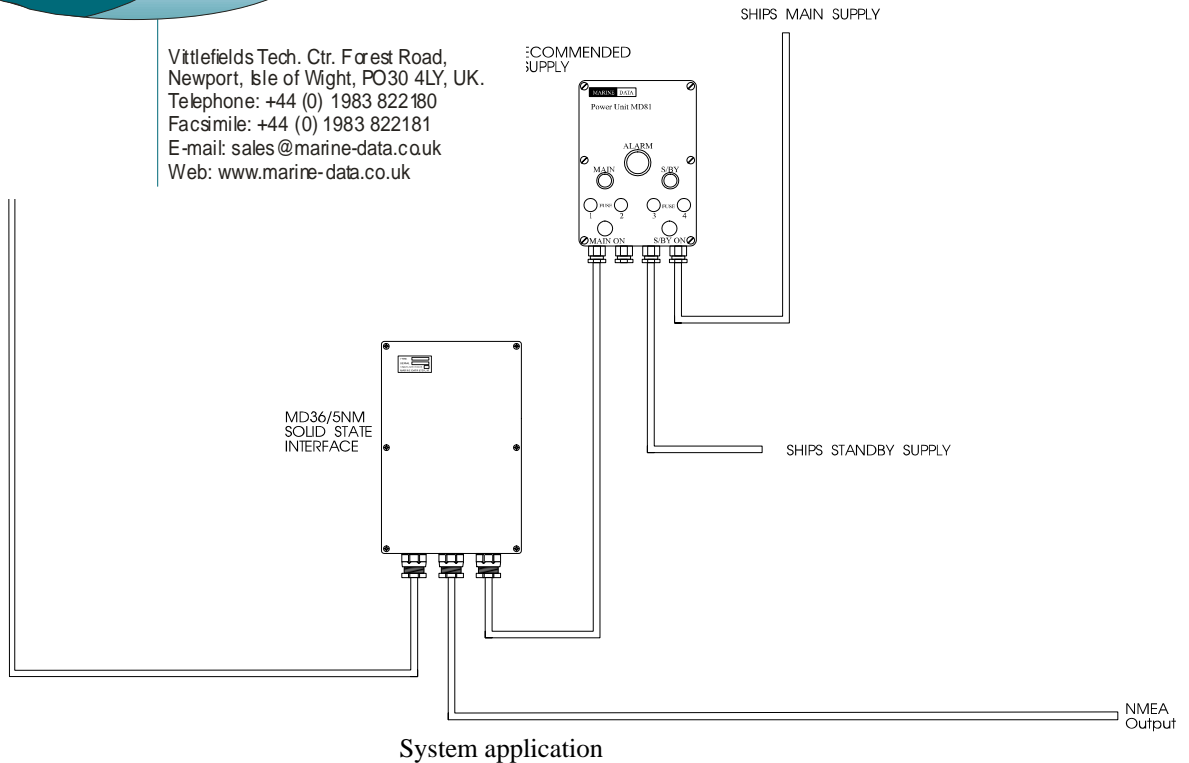 SHIPS MAIN SUPPLY
Vittlefields Tech. Ctr. Forest Road,
Newport, Isle of Wight, PO30 4LY, UK.
Telephone: +44 (0) 1983 822180
Facsimile: +44 (0) 1983 822181
E-mail: sales@marine-data.co.uk
Web: www.marine-data.co.uk
ECOMMENDED
SUPPLY
MARINE DATA
Power Unit MD81
ALARM
MAIN S/BY
FUSE FUSE
1 2 3 4
MAIN ON S/BY ON
MD36/5NM
SOLID STATE
INTERFACE
SHIPS STANDBY SUPPLY
NMEA
Output
System application